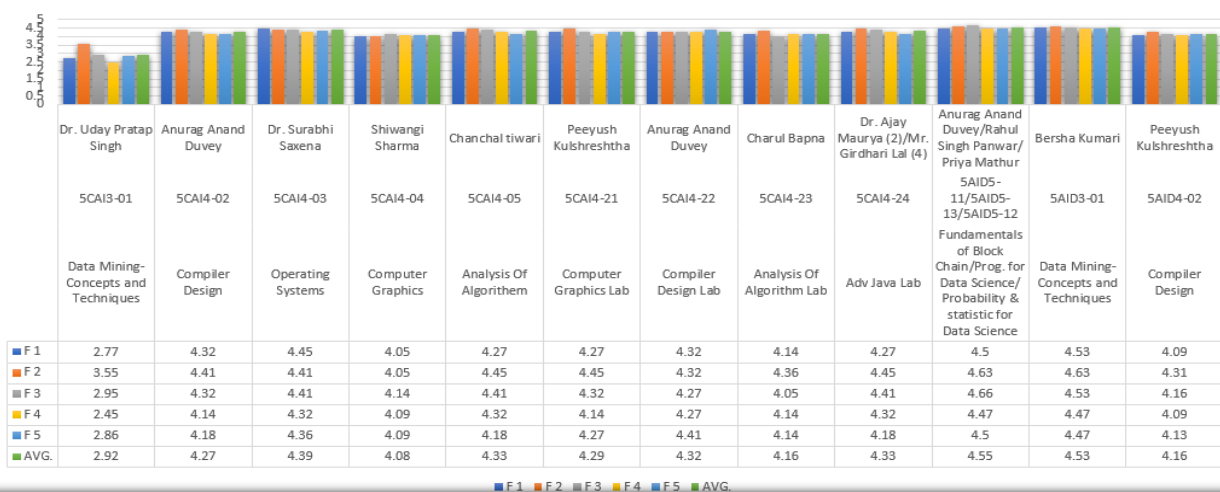 5
4.5
4
3.5
3
2.5
2
1.5
1
0.5
0
Dr. Uday Pratap
Singh
Anurag Anand
Duvey
Dr. Surabhi
Saxena
Shiwangi
Sharma
Chanchal tiwari
Peeyush
Kulshreshtha
Anurag Anand
Duvey
Charul Bapna
Dr. Ajay
Maurya (2)/Mr.
Girdhari Lal (4)
Anurag Anand
Duvey/Rahul
Singh Panwar/
Priya Mathur
Bersha Kumari
Peeyush
Kulshreshtha
5CAI3-01
5CAI4-02
5CAI4-03
5CAI4-04
5CAI4-05
5CAI4-21
5CAI4-22
5CAI4-23
5CAI4-24
5AID5-
11/5AID5-
13/5AID5-12
5AID3-01
5AID4-02
Data Mining-
Concepts and
Techniques
Compiler
Design
Operating
Systems
Computer
Graphics
Analysis Of
Algorithem
Computer
Graphics Lab
Compiler
Design Lab
Analysis Of
Algorithm Lab
Adv Java Lab
Fundamentals
of Block
Chain/Prog. for
Data Science/
Probability &
statistic for
Data Science
Data Mining-
Concepts and
Techniques
Compiler
Design
F 1 2.77 4.32 4.45 4.05 4.27 4.27 4.32 4.14 4.27 4.5 4.53 4.09
F 2 3.55 4.41 4.41 4.05 4.45 4.45 4.32 4.36 4.45 4.63 4.63 4.31
F 3 2.95 4.32 4.41 4.14 4.41 4.32 4.27 4.05 4.41 4.66 4.53 4.16
F 4 2.45 4.14 4.32 4.09 4.32 4.14 4.27 4.14 4.32 4.47 4.47 4.09
F 5 2.86 4.18 4.36 4.09 4.18 4.27 4.41 4.14 4.18 4.5 4.47 4.13
AVG. 2.92 4.27 4.39 4.08 4.33 4.29 4.32 4.16 4.33 4.55 4.53 4.16
F 1 F 2 F 3 F 4 F 5 AVG.